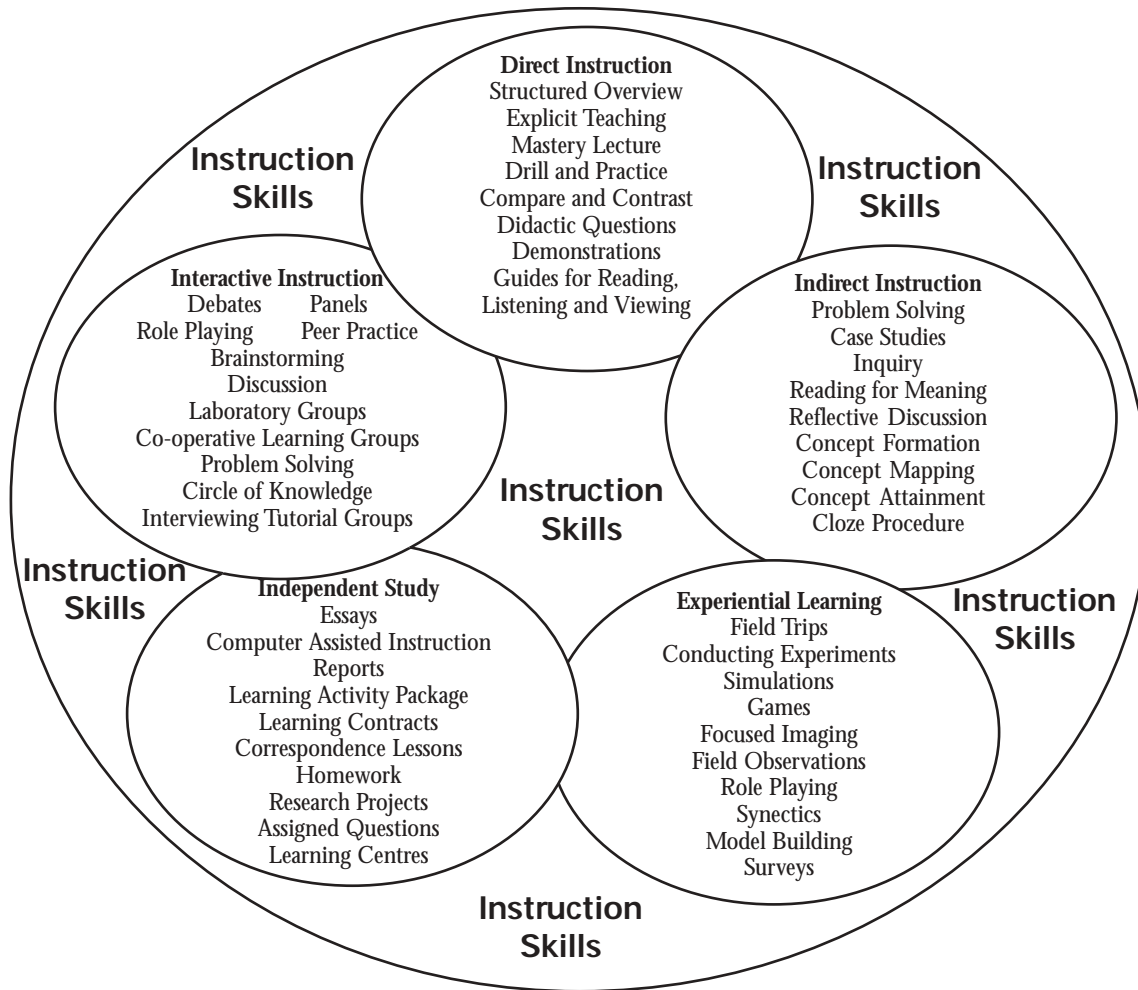 Direct Instruction
Structured Overview
Explicit Teaching
Mastery Lecture
Drill and Practice
Compare and Contrast
Didactic Questions
Demonstrations
Guides for Reading,
Listening and Viewing
Instruction
Skills
Instruction
Skills
Interactive Instruction
Debates Panels
Role Playing Peer Practice
Brainstorming
Discussion
Laboratory Groups
Co-operative Learning Groups
Problem Solving
Circle of Knowledge
Interviewing Tutorial Groups
Indirect Instruction
Problem Solving
Case Studies
Inquiry
Reading for Meaning
Reflective Discussion
Concept Formation
Concept Mapping
Concept Attainment
Cloze Procedure
Instruction
Skills
Instruction
Skills
Independent Study
Essays
Computer Assisted Instruction
Reports
Learning Activity Package
Learning Contracts
Correspondence Lessons
Homework
Research Projects
Assigned Questions
Learning Centres
Experiential Learning
Field Trips
Conducting Experiments
Simulations
Games
Focused Imaging
Field Observations
Role Playing
Synectics
Model Building
Surveys
Instruction
Skills
Instruction
Skills